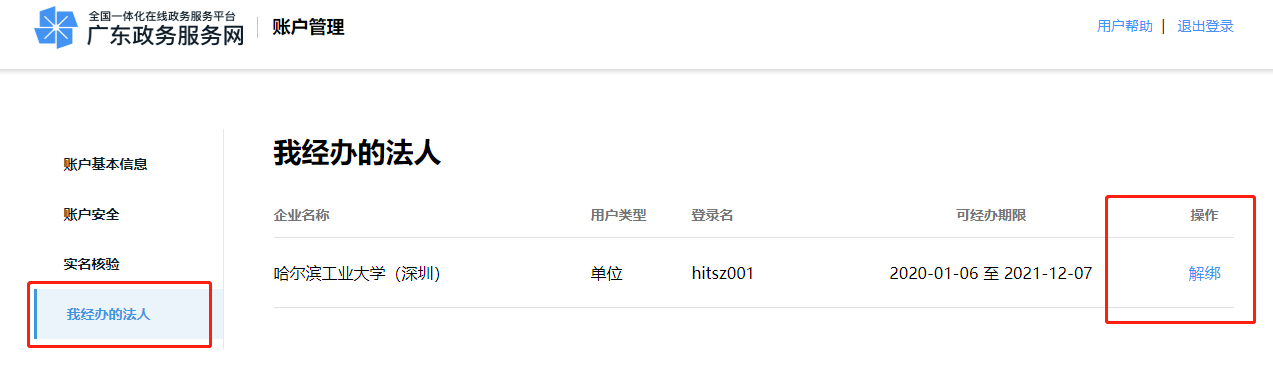 全国一体化在线政务服务平台
广东政务服务网
账户管理
用户帮助 | 退出登录
账户基本信息
账户安全
实名核验
我经办的法人
我经办的法人
企业名称 用户类型 登录名 可经办期限 操作
哈尔滨工业大学（深圳） 单位 hitsz001 2020-01-06 至 2021-12-07 解绑